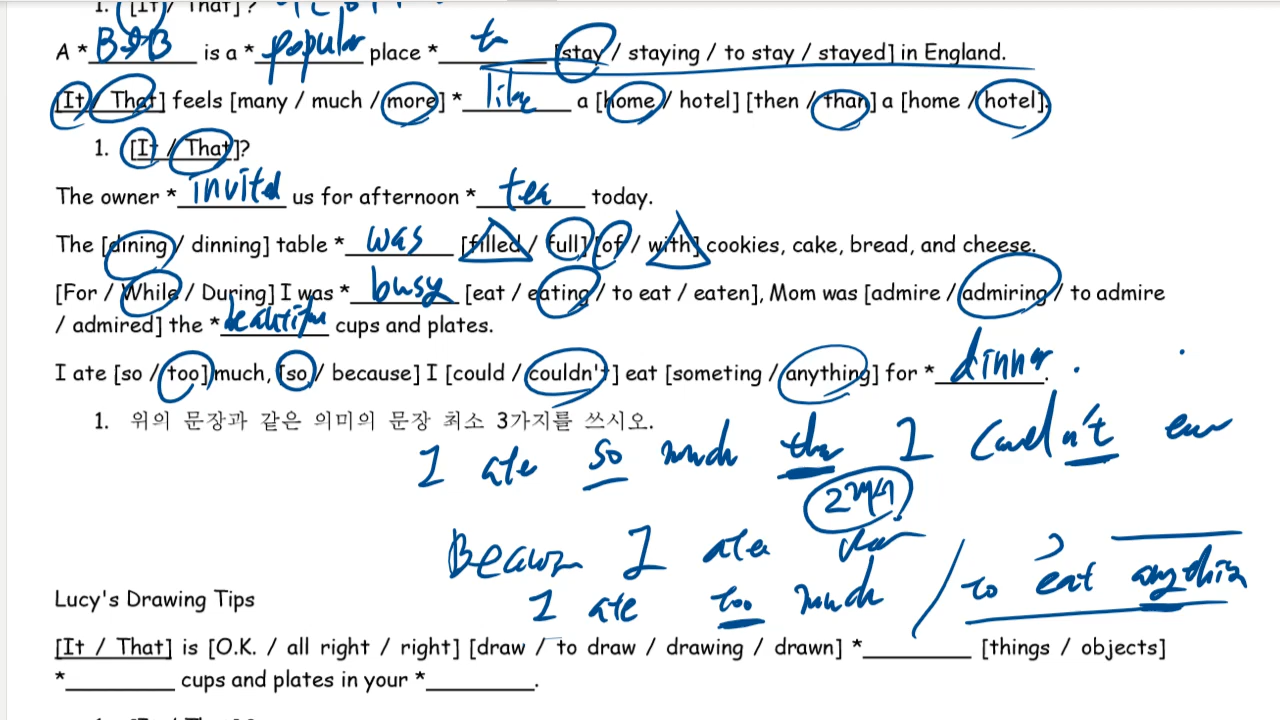 1. [It / That]?
A * B&B is a * popular place * to [stay / staying / to stay / stayed] in England.
[It / That] feels [many / much / more] * like a [home / hotel] [then / than] a [home / hotel].
1. [It / That]?
The owner * invited us for afternoon * tea today.
The [dining / dinning] table * was [filled / full] [of / with] cookies, cake, bread, and cheese.
[For / While / During] I was * busy [eat / eating / to eat / eaten], Mom was [admire / admiring / to admire
/ admired] the * beautiful cups and plates.
I ate [so / too] much, [so / because] I [could / couldn't] eat [someting / anything] for * dinner.
1. 위의 문장과 같은 의미의 문장 최소 3가지를 쓰시오.
I ate so much that I couldn't
I ate
I ate too much / to eat anything
Lucy's Drawing Tips
[It / That] is [O.K. / all right / right] [draw / to draw / drawing / drawn] *__________ [things / objects]
*__________ cups and plates in your *__________.